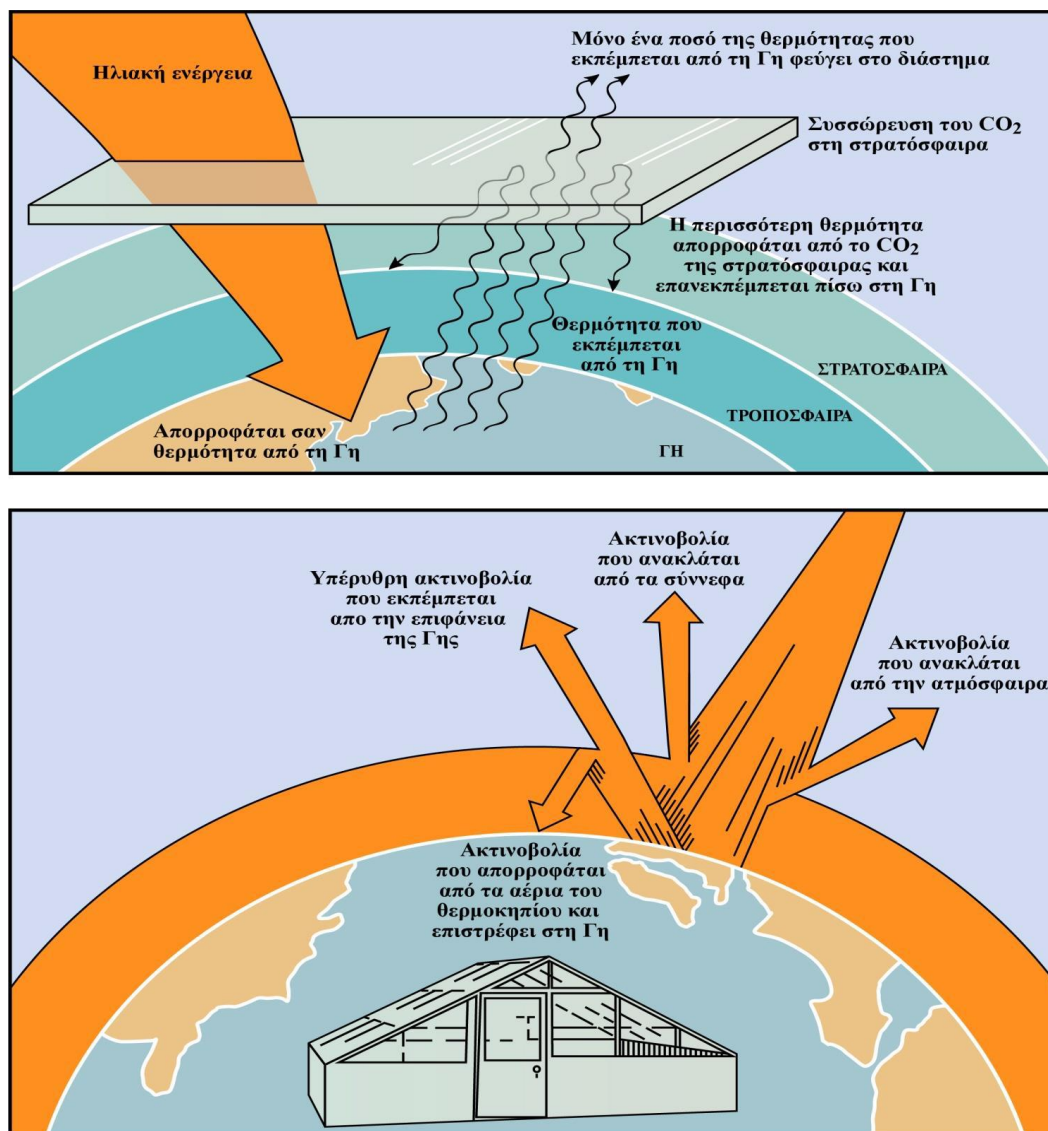 Ηλιακή ενέργεια
Μόνο ένα ποσό της θερμότητας που
εκπέμπεται από τη Γη φεύγει στο διάστημα
Συσσώρευση του CO₂
στη στρατόσφαιρα
Η περισσότερη θερμότητα
απορροφάται από το CO₂
της στρατόσφαιρας και
επανεκπέμπεται πίσω στη Γη
Θερμότητα που
εκπέμπεται
από τη Γη
ΣΤΡΑΤΟΣΦΑΙΡΑ
ΤΡΟΠΟΣΦΑΙΡΑ
Απορροφάται σαν
θερμότητα από τη Γη
ΓΗ
Υπέρυθρη ακτινοβολία
που εκπέμπεται
απο την επιφάνεια
της Γης
Ακτινοβολία
που ανακλάται
από τα σύννεφα
Ακτινοβολία
που ανακλάται
από την ατμόσφαιρα
Ακτινοβολία
που απορροφάται
από τα αέρια του
θερμοκηπίου και
επιστρέφει στη Γη